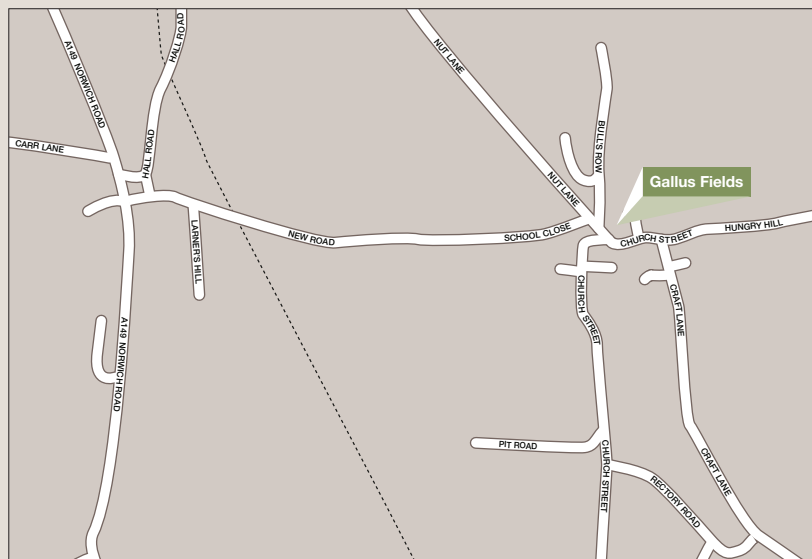 HALL ROAD
A149 NORWICH ROAD
NUT LANE
CARR LANE
HALL ROAD
BULL'S ROW
NUT LANE
Gallus Fields
LARNER'S HILL
NEW ROAD
SCHOOL CLOSE
CHURCH STREET
HUNGRY HILL
CHURCH STREET
CRAFT LANE
A149 NORWICH ROAD
PIT ROAD
CHURCH STREET
RECTORY ROAD
CRAFT LANE